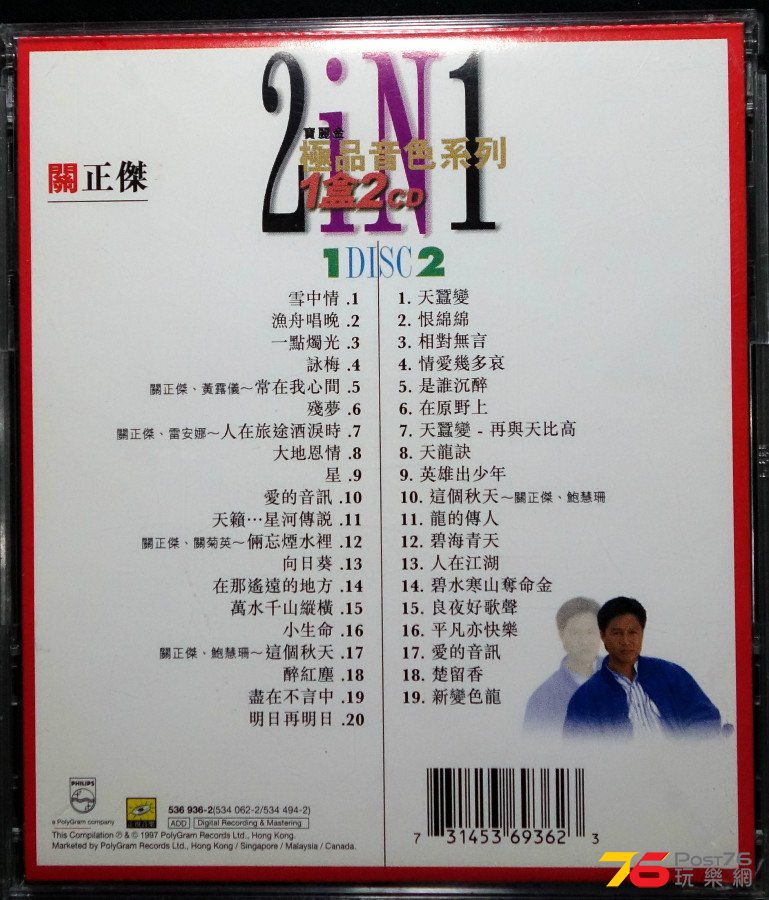 2iN1
寶麗金
極品音色系列
1盒2CD
關正傑
1 DISC 2
雪中情 .1
漁舟唱晚 .2
一點燭光 .3
詠梅 .4
關正傑、黃露儀～常在我心間 .5
殘夢 .6
關正傑、雷安娜～人在旅途洒淚時 .7
大地恩情 .8
星 .9
愛的音訊 .10
天籟…星河傳說 .11
關正傑、關菊英～倆忘煙水裡 .12
向日葵 .13
在那遙遠的地方 .14
萬水千山縱橫 .15
小生命 .16
關正傑、鮑慧珊～這個秋天 .17
醉紅塵 .18
盡在不言中 .19
明日再明日 .20
1. 天蠶變
2. 恨綿綿
3. 相對無言
4. 情愛幾多哀
5. 是誰沉醉
6. 在原野上
7. 天蠶變 - 再與天比高
8. 天龍訣
9. 英雄出少年
10. 這個秋天～關正傑、鮑慧珊
11. 龍的傳人
12. 碧海青天
13. 人在江湖
14. 碧水寒山奪命金
15. 良夜好歌聲
16. 平凡亦快樂
17. 愛的音訊
18. 楚留香
19. 新變色龍
PHILIPS
a PolyGram company
536 936-2(534 062-2/534 494-2)
ADD Digital Recording & Mastering
This Compilation ℗ & © 1997 PolyGram Records Ltd., Hong Kong.
Marketed by PolyGram Records Ltd., Hong Kong / Singapore / Malaysia / Canada.
7 31453 69362 3
76 POST76
玩樂網